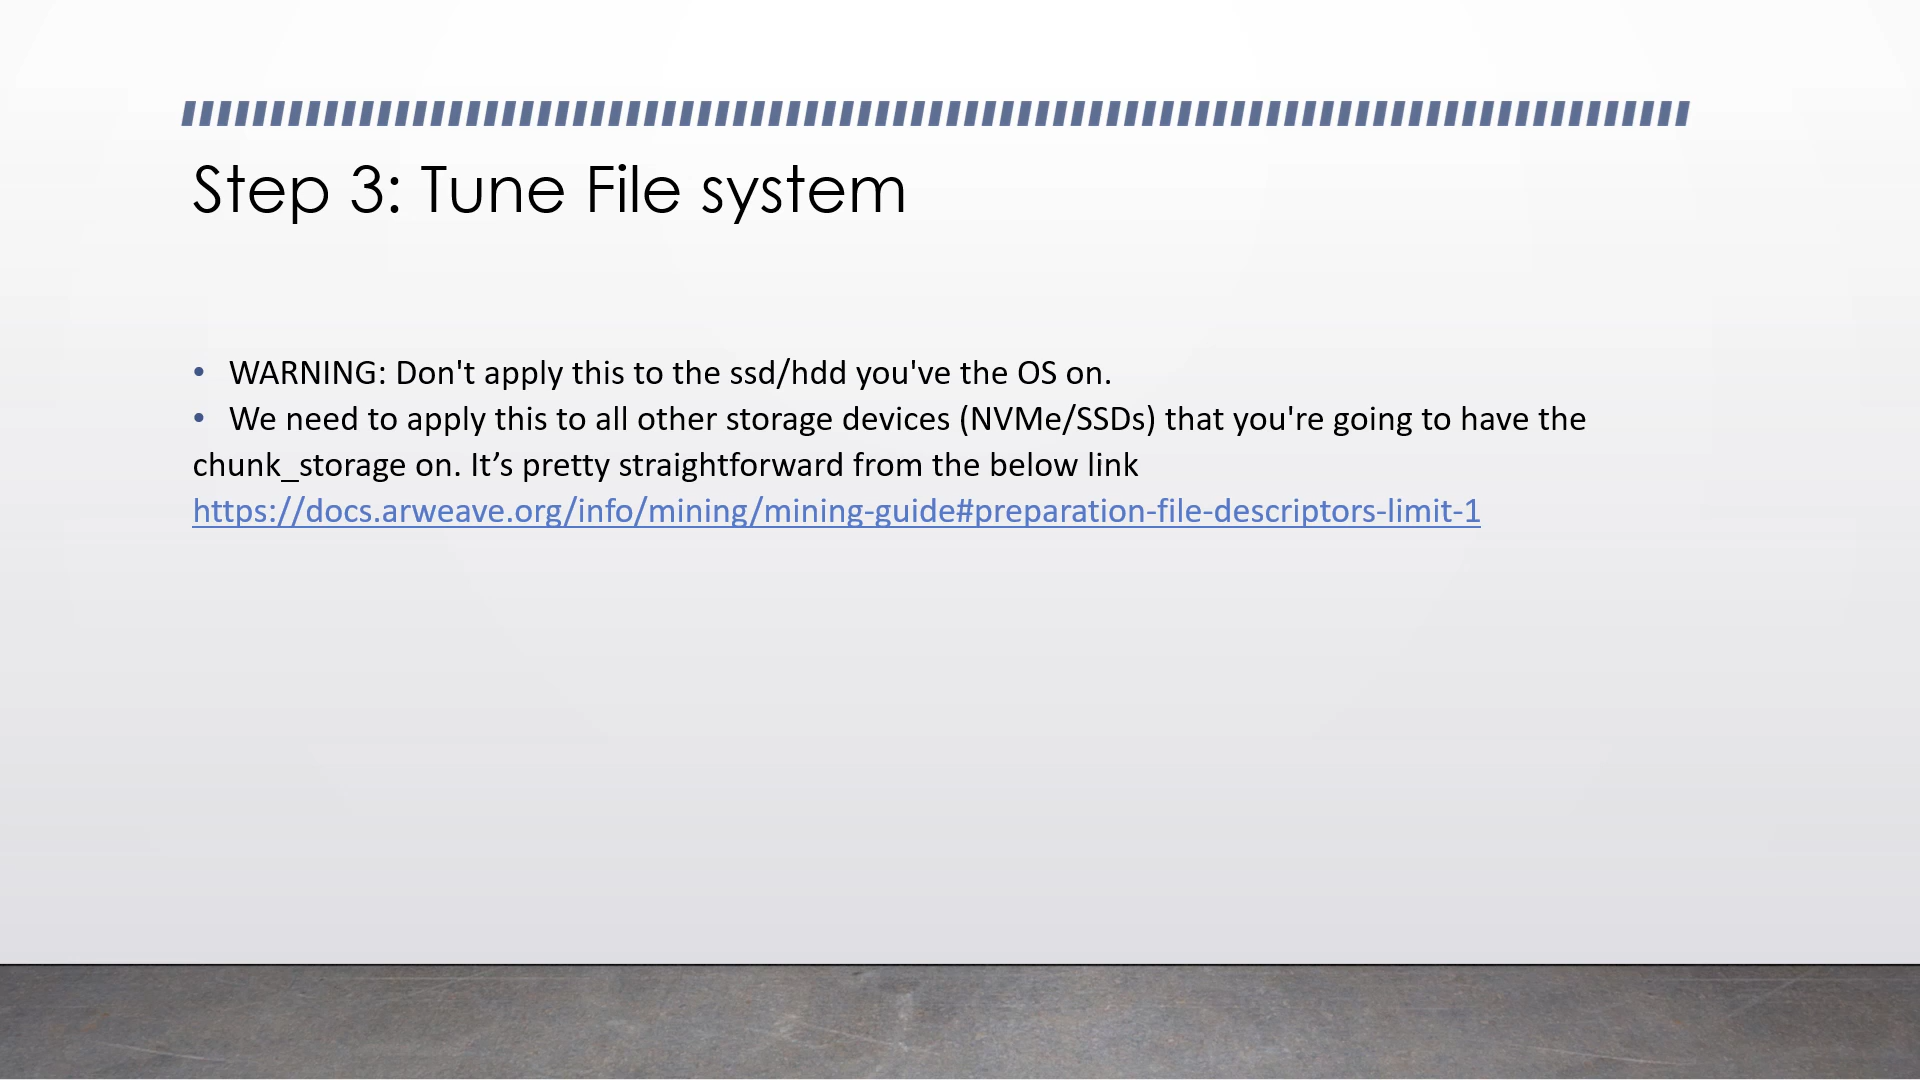 Step 3: Tune File system
• WARNING: Don't apply this to the ssd/hdd you've the OS on.
• We need to apply this to all other storage devices (NVMe/SSDs) that you're going to have the
chunk_storage on. It’s pretty straightforward from the below link
https://docs.arweave.org/info/mining/mining-guide#preparation-file-descriptors-limit-1